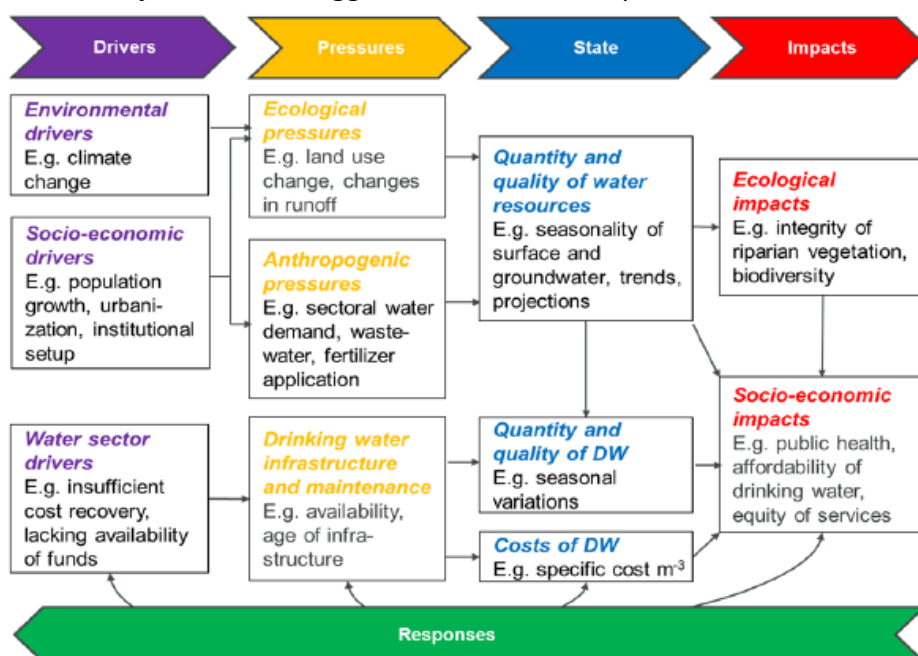 Drivers
Pressures
State
Impacts
Environmental
drivers
E.g. climate
change
Socio-economic
drivers
E.g. population
growth, urbani-
zation, institutional
setup
Water sector
drivers
E.g. insufficient
cost recovery,
lacking availability
of funds
Ecological
pressures
E.g. land use
change, changes
in runoff
Anthropogenic
pressures
E.g. sectoral water
demand, waste-
water, fertilizer
application
Drinking water
infrastructure
and maintenance
E.g. availability,
age of infra-
structure
Quantity and
quality of water
resources
E.g. seasonality of
surface and
groundwater, trends,
projections
Quantity and
quality of DW
E.g. seasonal
variations
Costs of DW
E.g. specific cost m⁻³
Ecological
impacts
E.g. integrity of
riparian vegetation,
biodiversity
Socio-economic
impacts
E.g. public health,
affordability of
drinking water,
equity of services
Responses